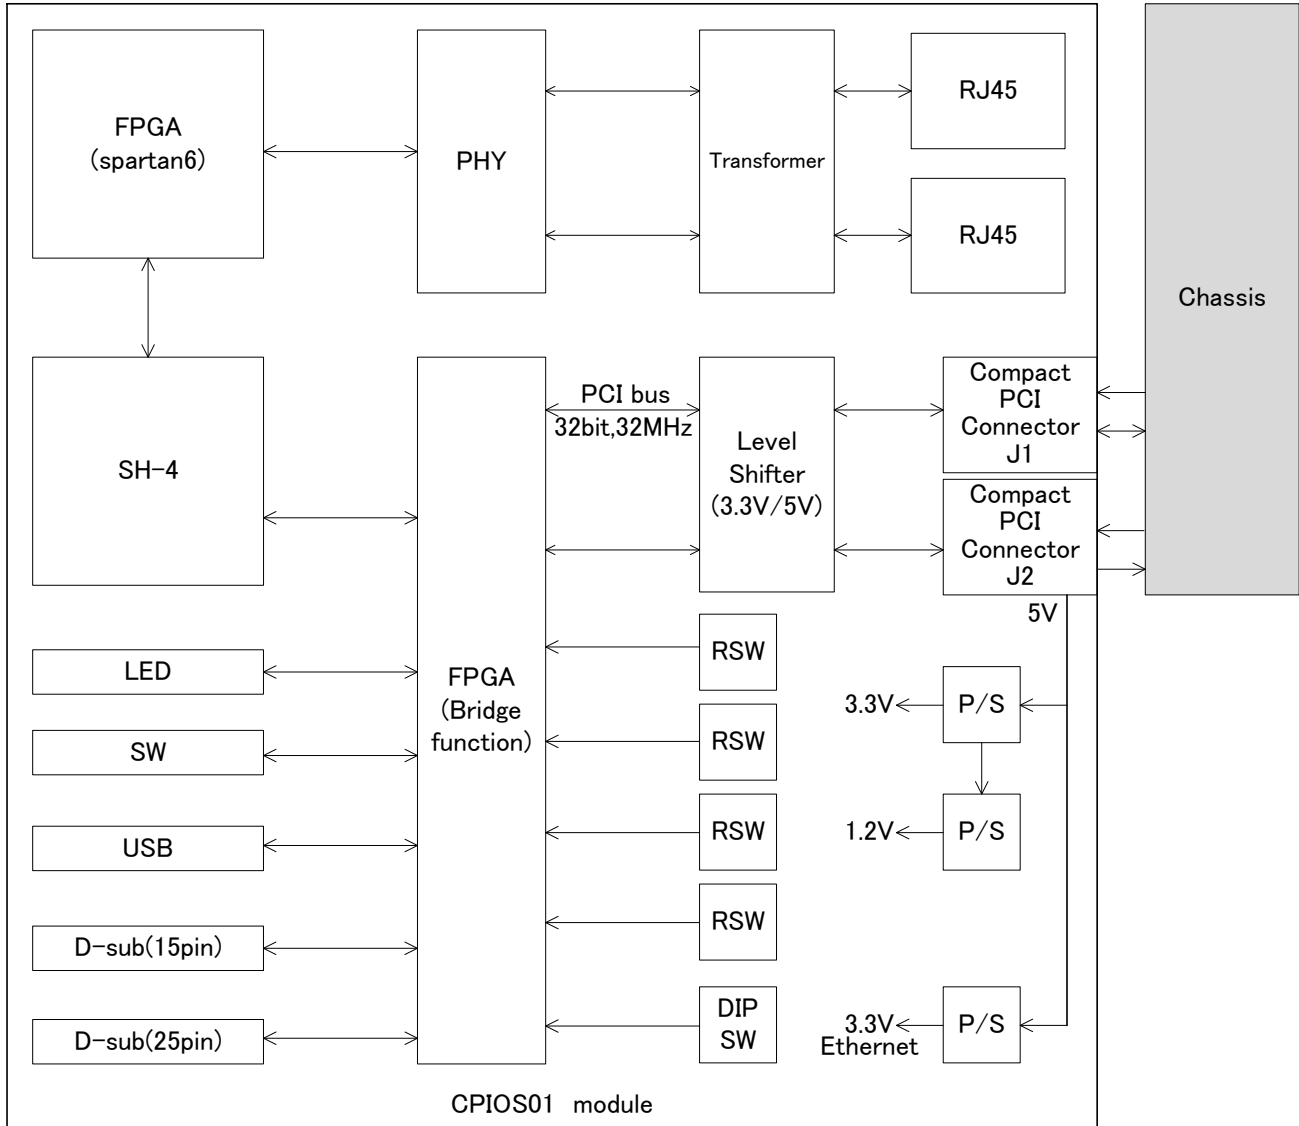 FPGA
(spartan6)
PHY
Transformer
RJ45
RJ45
Chassis
SH-4
PCI bus
32bit,32MHz
Level
Shifter
(3.3V/5V)
Compact
PCI
Connector
J1
Compact
PCI
Connector
J2
5V
LED
SW
USB
D-sub(15pin)
D-sub(25pin)
FPGA
(Bridge
function)
RSW
RSW
RSW
RSW
DIP
SW
3.3V
P/S
1.2V
P/S
3.3V
Ethernet
P/S
CPIOS01 module